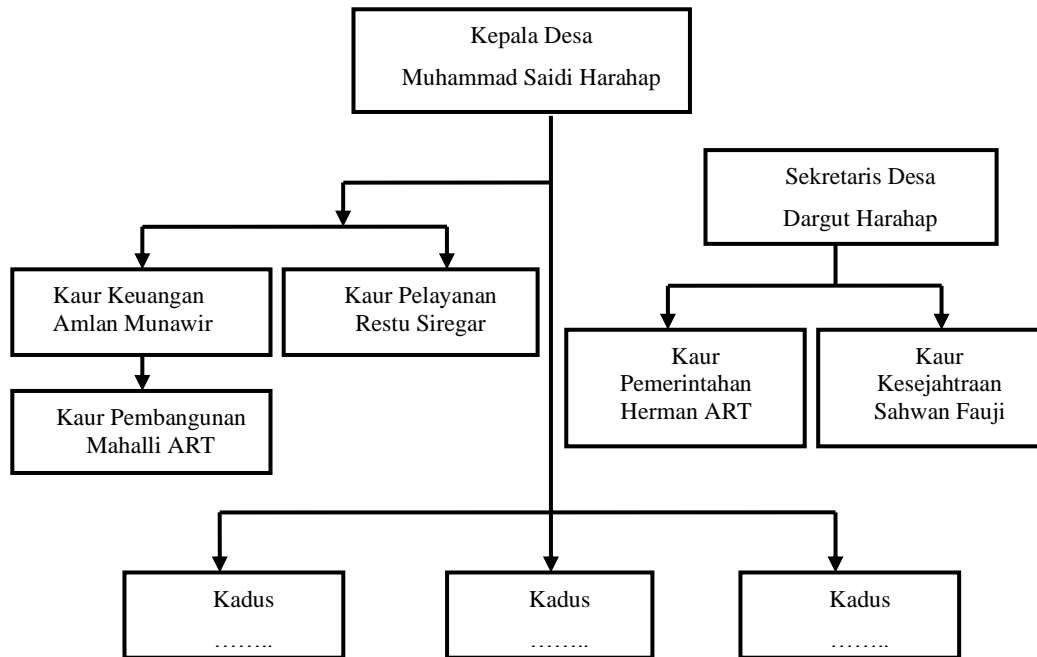 Kepala Desa
Muhammad Saidi Harahap
Sekretaris Desa
Dargut Harahap
Kaur Keuangan
Amlan Munawir
Kaur Pelayanan
Restu Siregar
Kaur
Pemerintahan
Herman ART
Kaur
Kesejahtraan
Sahwan Fauji
Kaur Pembangunan
Mahalli ART
Kadus
……..
Kadus
……..
Kadus
……..